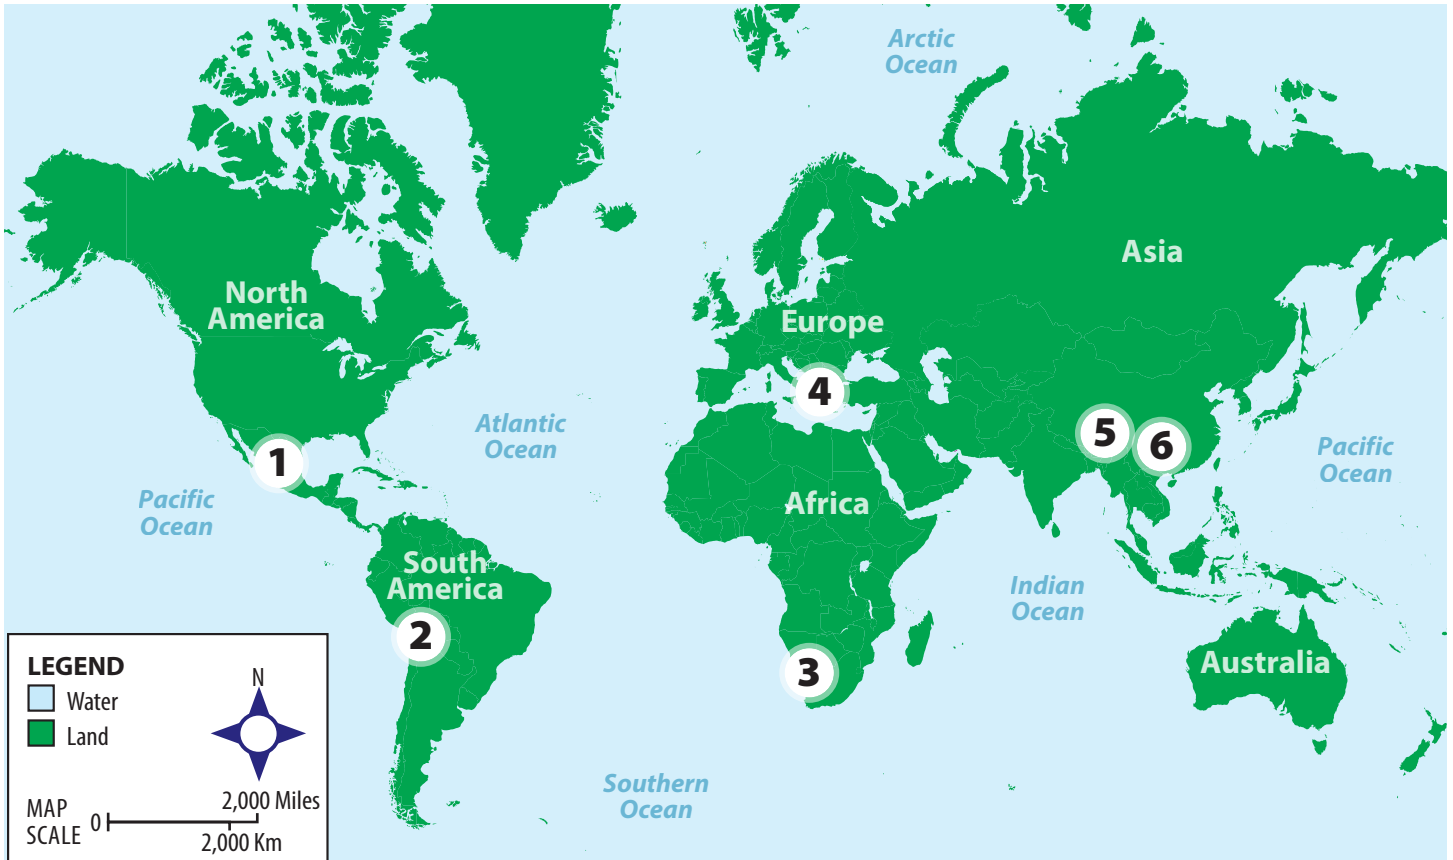 Arctic
Ocean
Asia
North
America
Europe
4
5
6
Atlantic
Ocean
1
Pacific
Ocean
Pacific
Ocean
Africa
South
America
Indian
Ocean
2
3
Australia
Southern
Ocean
LEGEND
Water
Land
N
MAP
SCALE
0
2,000 Miles
2,000 Km